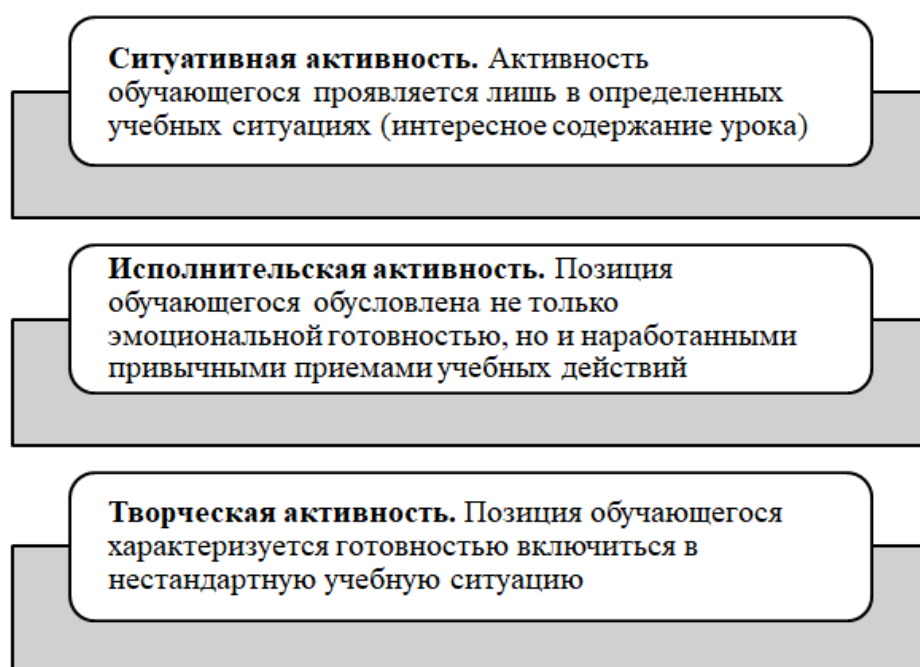 Ситуативная активность. Активность
обучающегося проявляется лишь в определенных
учебных ситуациях (интересное содержание урока)
Исполнительская активность. Позиция
обучающегося обусловлена не только
эмоциональной готовностью, но и наработанными
привычными приемами учебных действий
Творческая активность. Позиция обучающегося
характеризуется готовностью включиться в
нестандартную учебную ситуацию